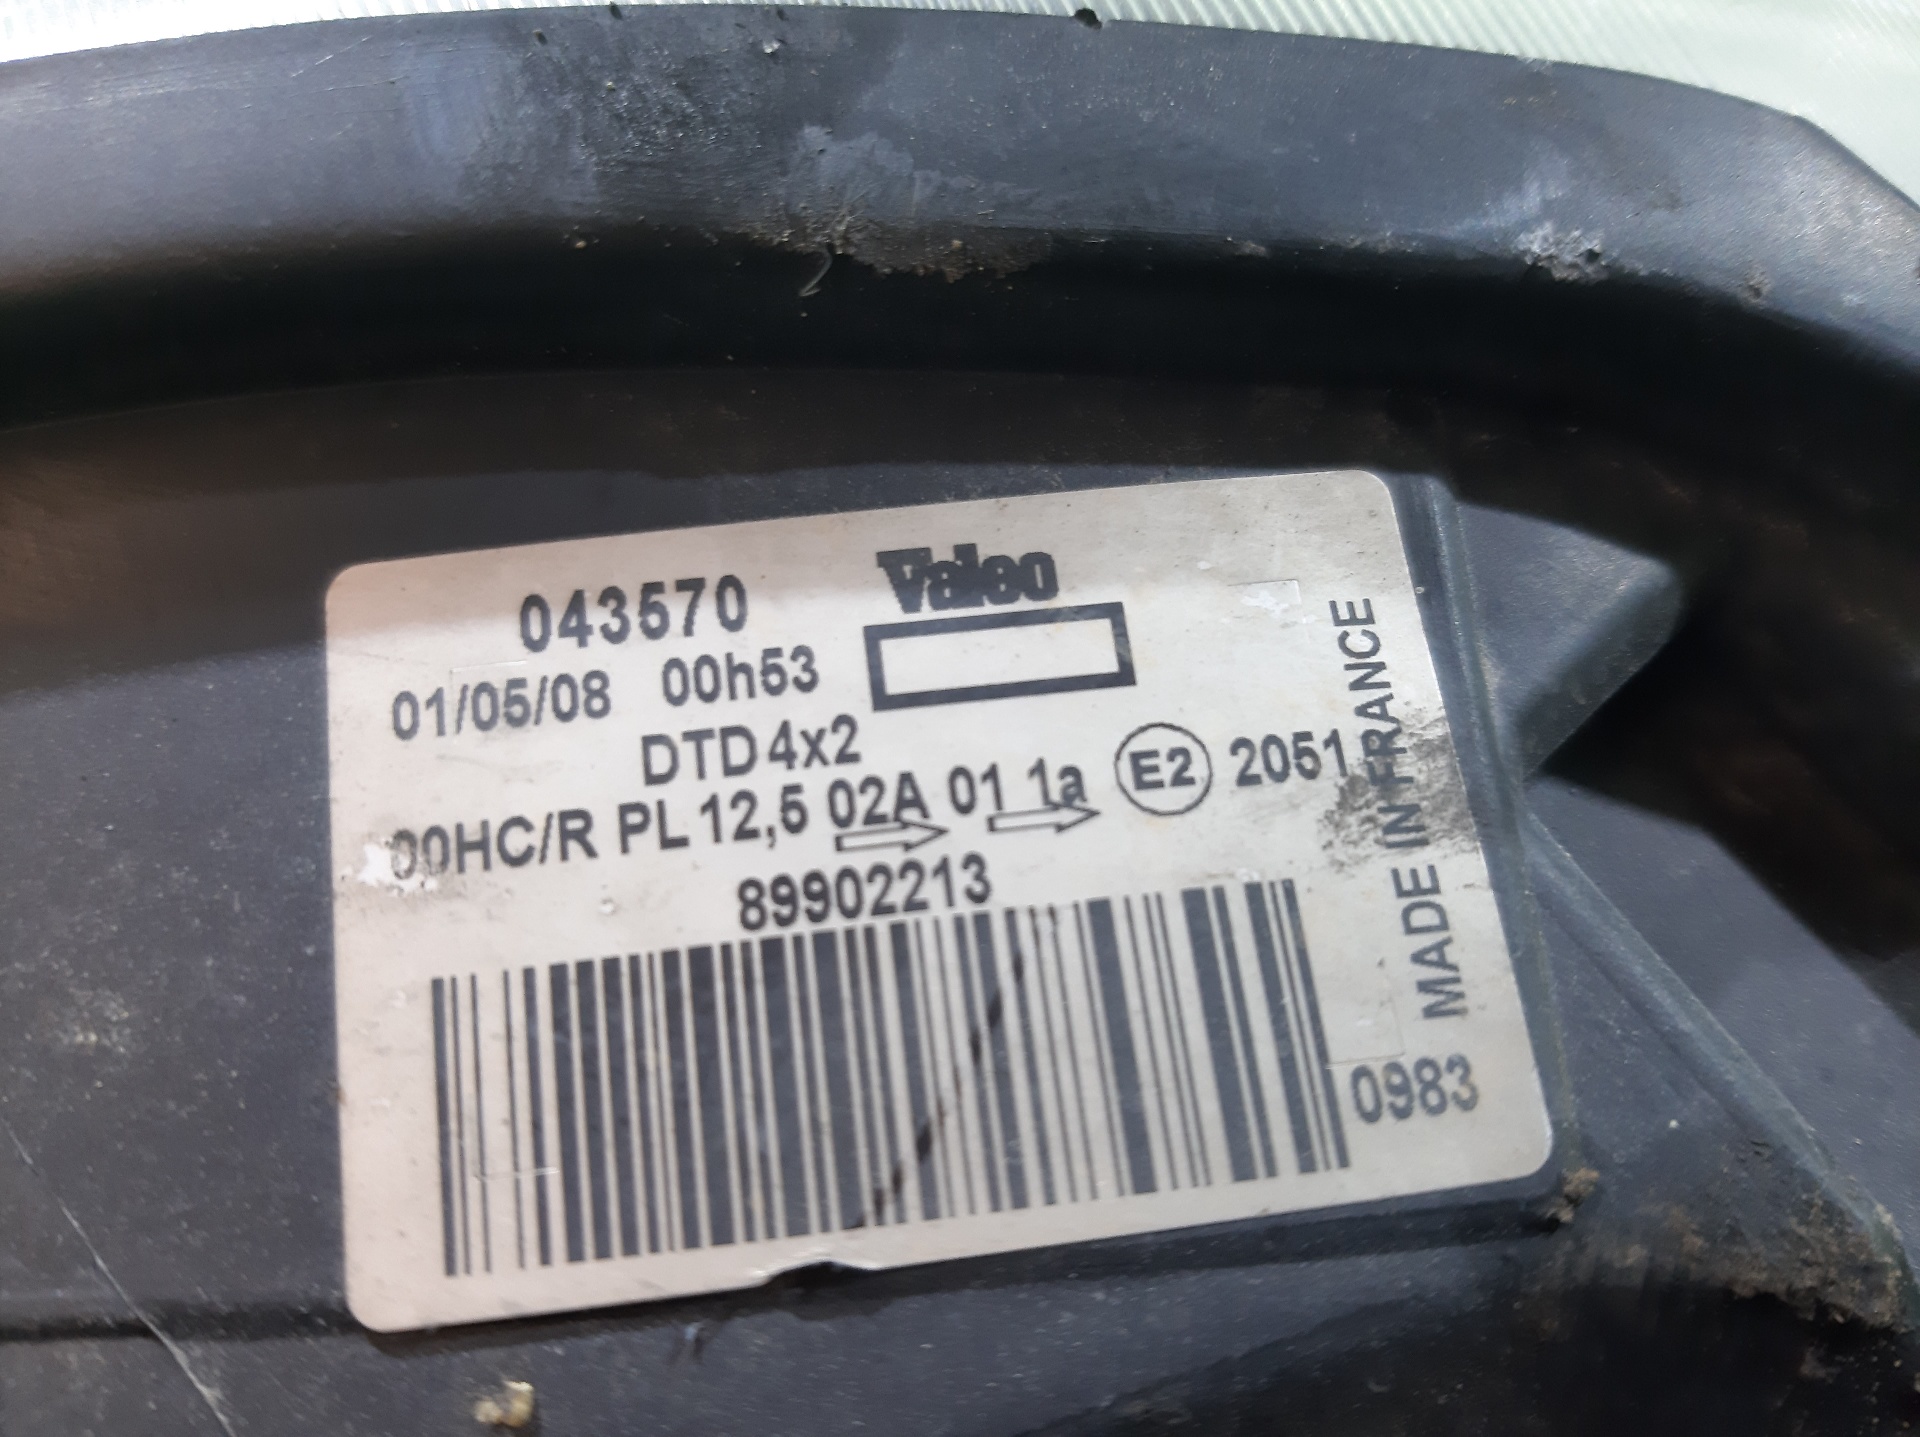 Valeo
043570
01/05/08 00h53
DTD 4x2
00HC/R PL 12,5 02A 01 1a E2 2051
89902213
MADE IN FRANCE
0983